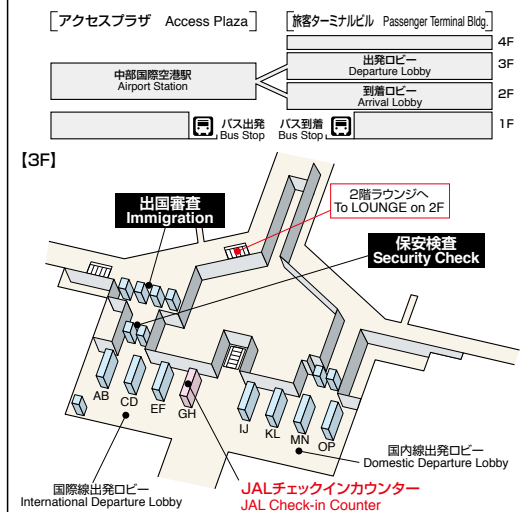 アクセスプラザ Access Plaza
旅客ターミナルビル Passenger Terminal Bldg.
4F
出発ロビー
Departure Lobby
3F
中部国際空港駅
Airport Station
到着ロビー
Arrival Lobby
2F
バス出発
Bus Stop
バス到着
Bus Stop
1F
【3F】
出国審査
Immigration
2階ラウンジへ
To LOUNGE on 2F
保安検査
Security Check
AB
CD
EF
GH
IJ
KL
MN
OP
国内線出発ロビー
Domestic Departure Lobby
国際線出発ロビー
International Departure Lobby
JALチェックインカウンター
JAL Check-in Counter